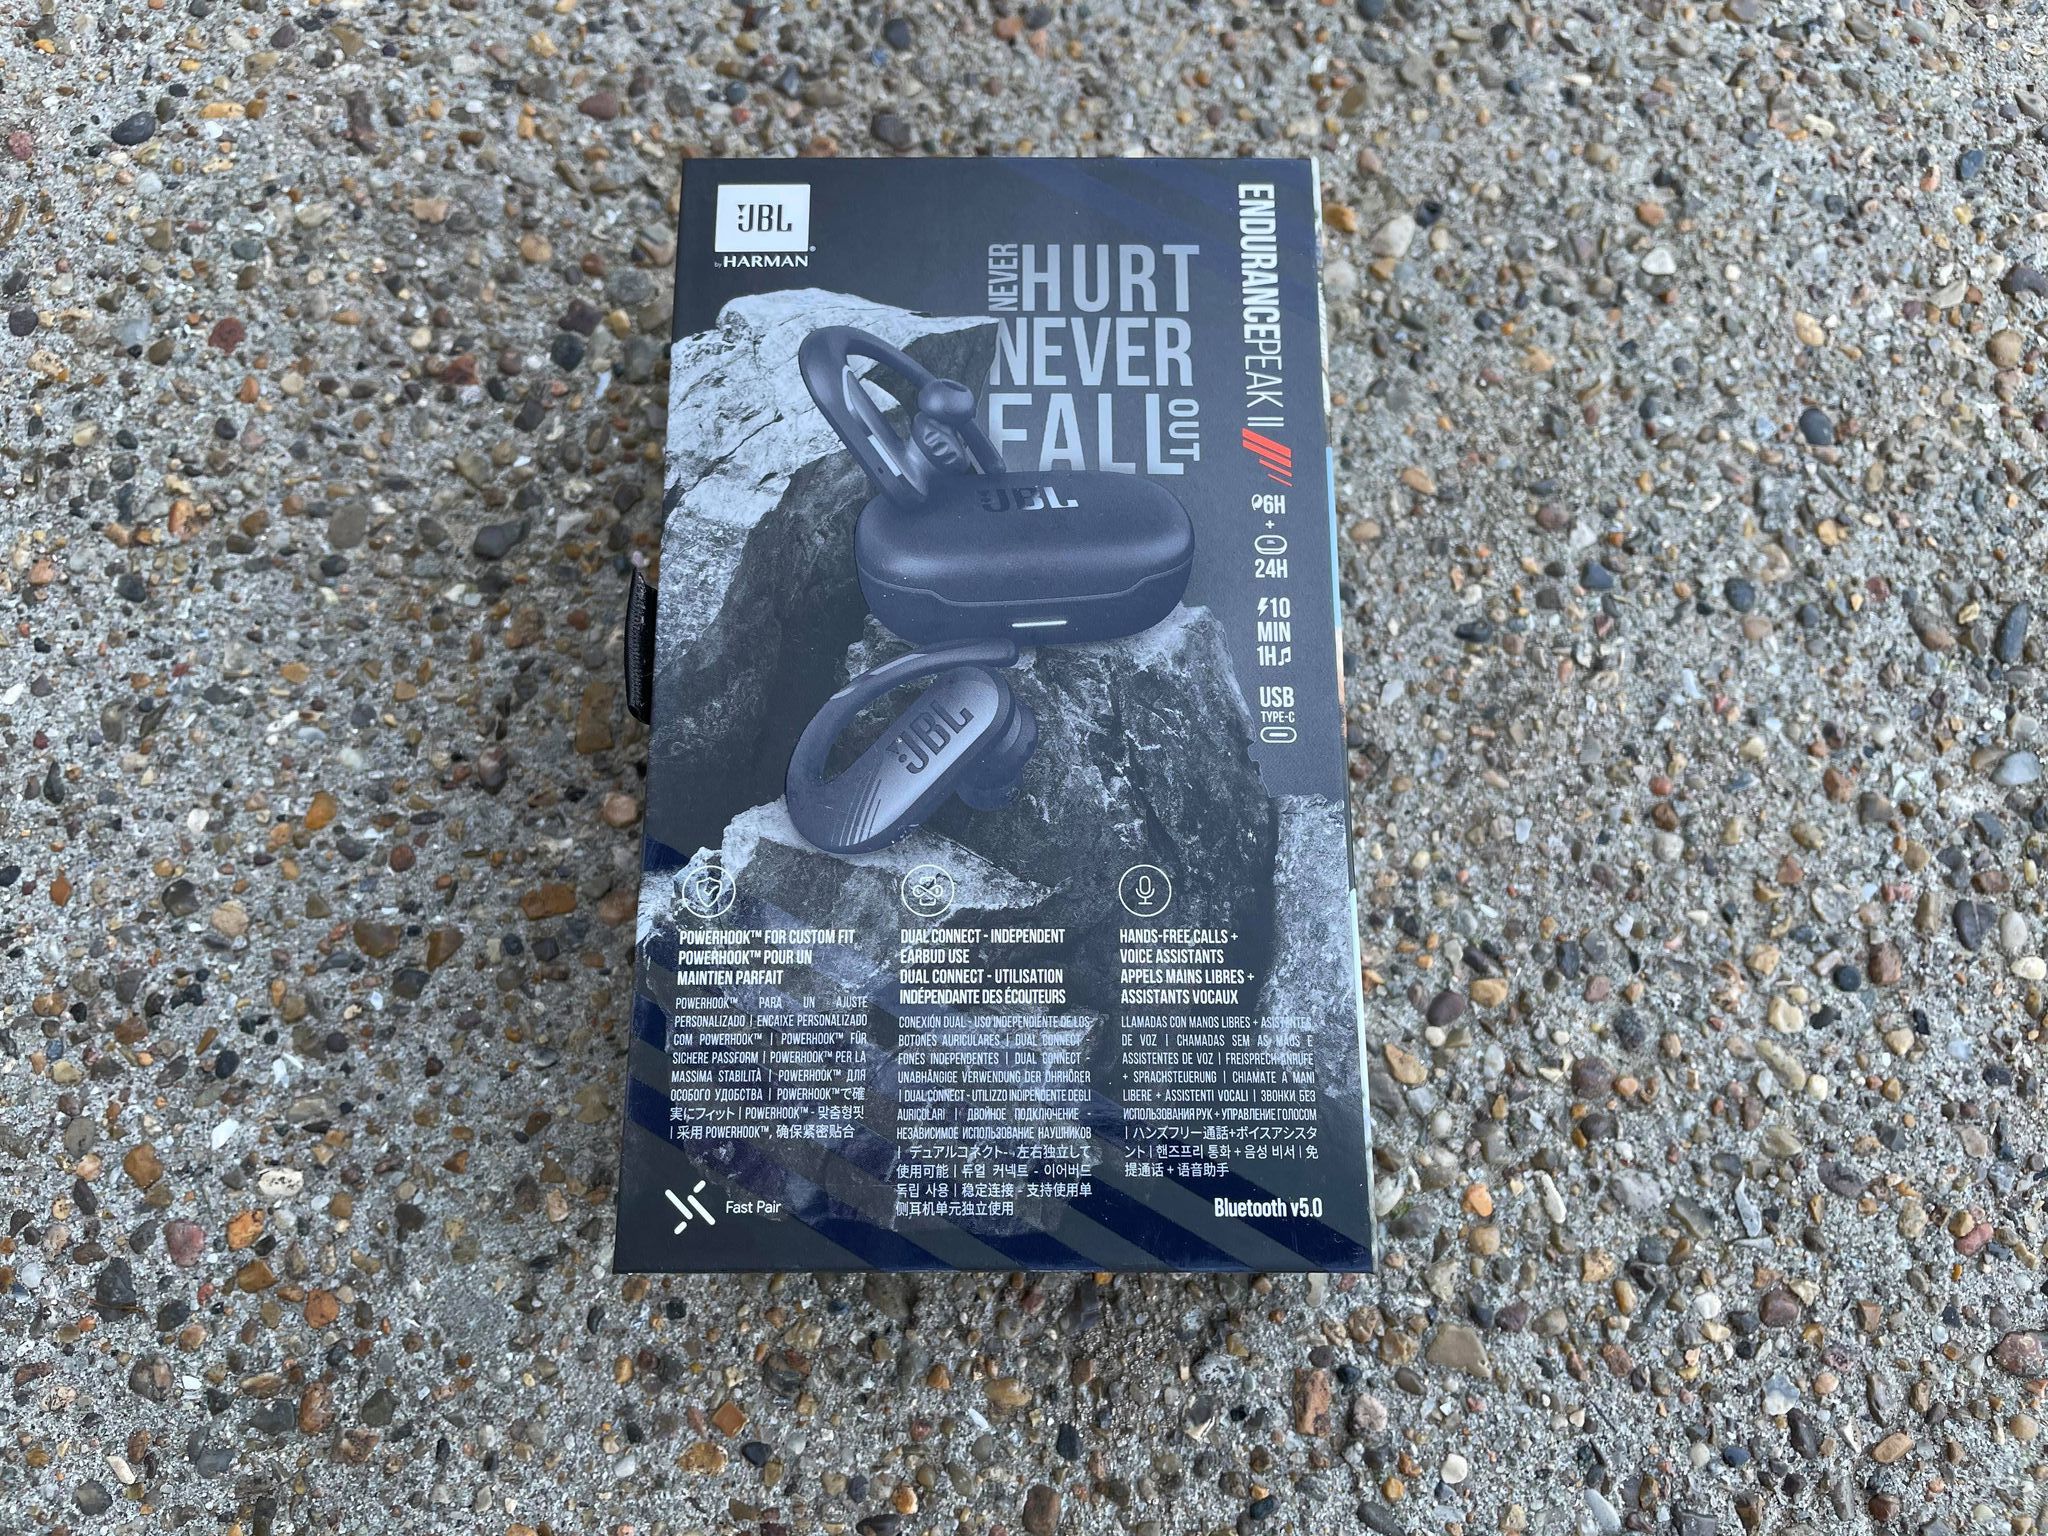 JBL
by HARMAN
NEVER HURT
NEVER
FALL OUT
ENDURANCEPEAK II
6H
+
24H
10
MIN
1H
USB
TYPE-C
JBL
JBL
POWERHOOK™ FOR CUSTOM FIT
POWERHOOK™ POUR UN
MAINTIEN PARFAIT
POWERHOOK™ PARA UN AJUSTE
PERSONALIZADO | ENCAIXE PERSONALIZADO
COM POWERHOOK™ | POWERHOOK™ FÜR
SICHERE PASSFORM | POWERHOOK™ PER LA
MASSIMA STABILITÀ | POWERHOOK™ ДЛЯ
ОСОБОГО УДОБСТВА | POWERHOOK™で確
実にフィット | POWERHOOK™ - 맞춤형핏
| 采用 POWERHOOK™, 确保紧密贴合
DUAL CONNECT - INDEPENDENT
EARBUD USE
DUAL CONNECT - UTILISATION
INDÉPENDANTE DES ÉCOUTEURS
CONEXIÓN DUAL - USO INDEPENDIENTE DE LOS
BOTONES AURICULARES | DUAL CONNECT -
FONES INDEPENDENTES | DUAL CONNECT -
UNABHÄNGIGE VERWENDUNG DER OHRHÖRER
| DUAL CONNECT - UTILIZZO INDIPENDENTE DEGLI
AURICOLARI | ДВОЙНОЕ ПОДКЛЮЧЕНИЕ -
НЕЗАВИСИМОЕ ИСПОЛЬЗОВАНИЕ НАУШНИКОВ
| デュアルコネクト- 左右独立して
使用可能 | 듀얼 커넥트 - 이어버드
독립 사용 | 稳定连接 - 支持使用单
侧耳机单元独立使用
HANDS-FREE CALLS +
VOICE ASSISTANTS
APPELS MAINS LIBRES +
ASSISTANTS VOCAUX
LLAMADAS CON MANOS LIBRES + ASISTENTES
DE VOZ | CHAMADAS SEM AS MÃOS E
ASSISTENTES DE VOZ | FREISPRECH-ANRUFE
+ SPRACHSTEUERUNG | CHIAMATE A MANI
LIBERE + ASSISTENTI VOCALI | ЗВОНКИ БЕЗ
ИСПОЛЬЗОВАНИЯ РУК + УПРАВЛЕНИЕ ГОЛОСОМ
| ハンズフリー通話+ボイスアシスタ
ント | 핸즈프리 통화 + 음성 비서 | 免
提通话 + 语音助手
Fast Pair
Bluetooth v5.0